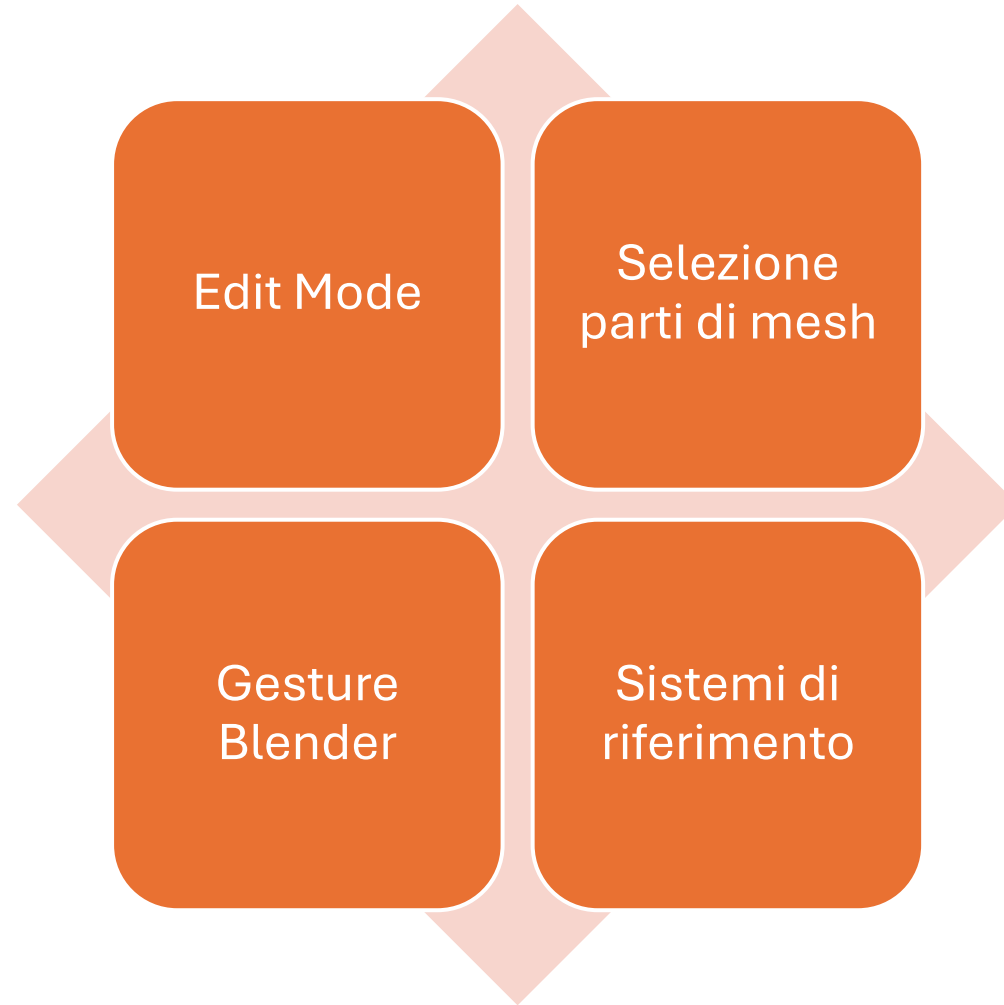 Edit Mode
Selezione
parti di mesh
Gesture
Blender
Sistemi di
riferimento